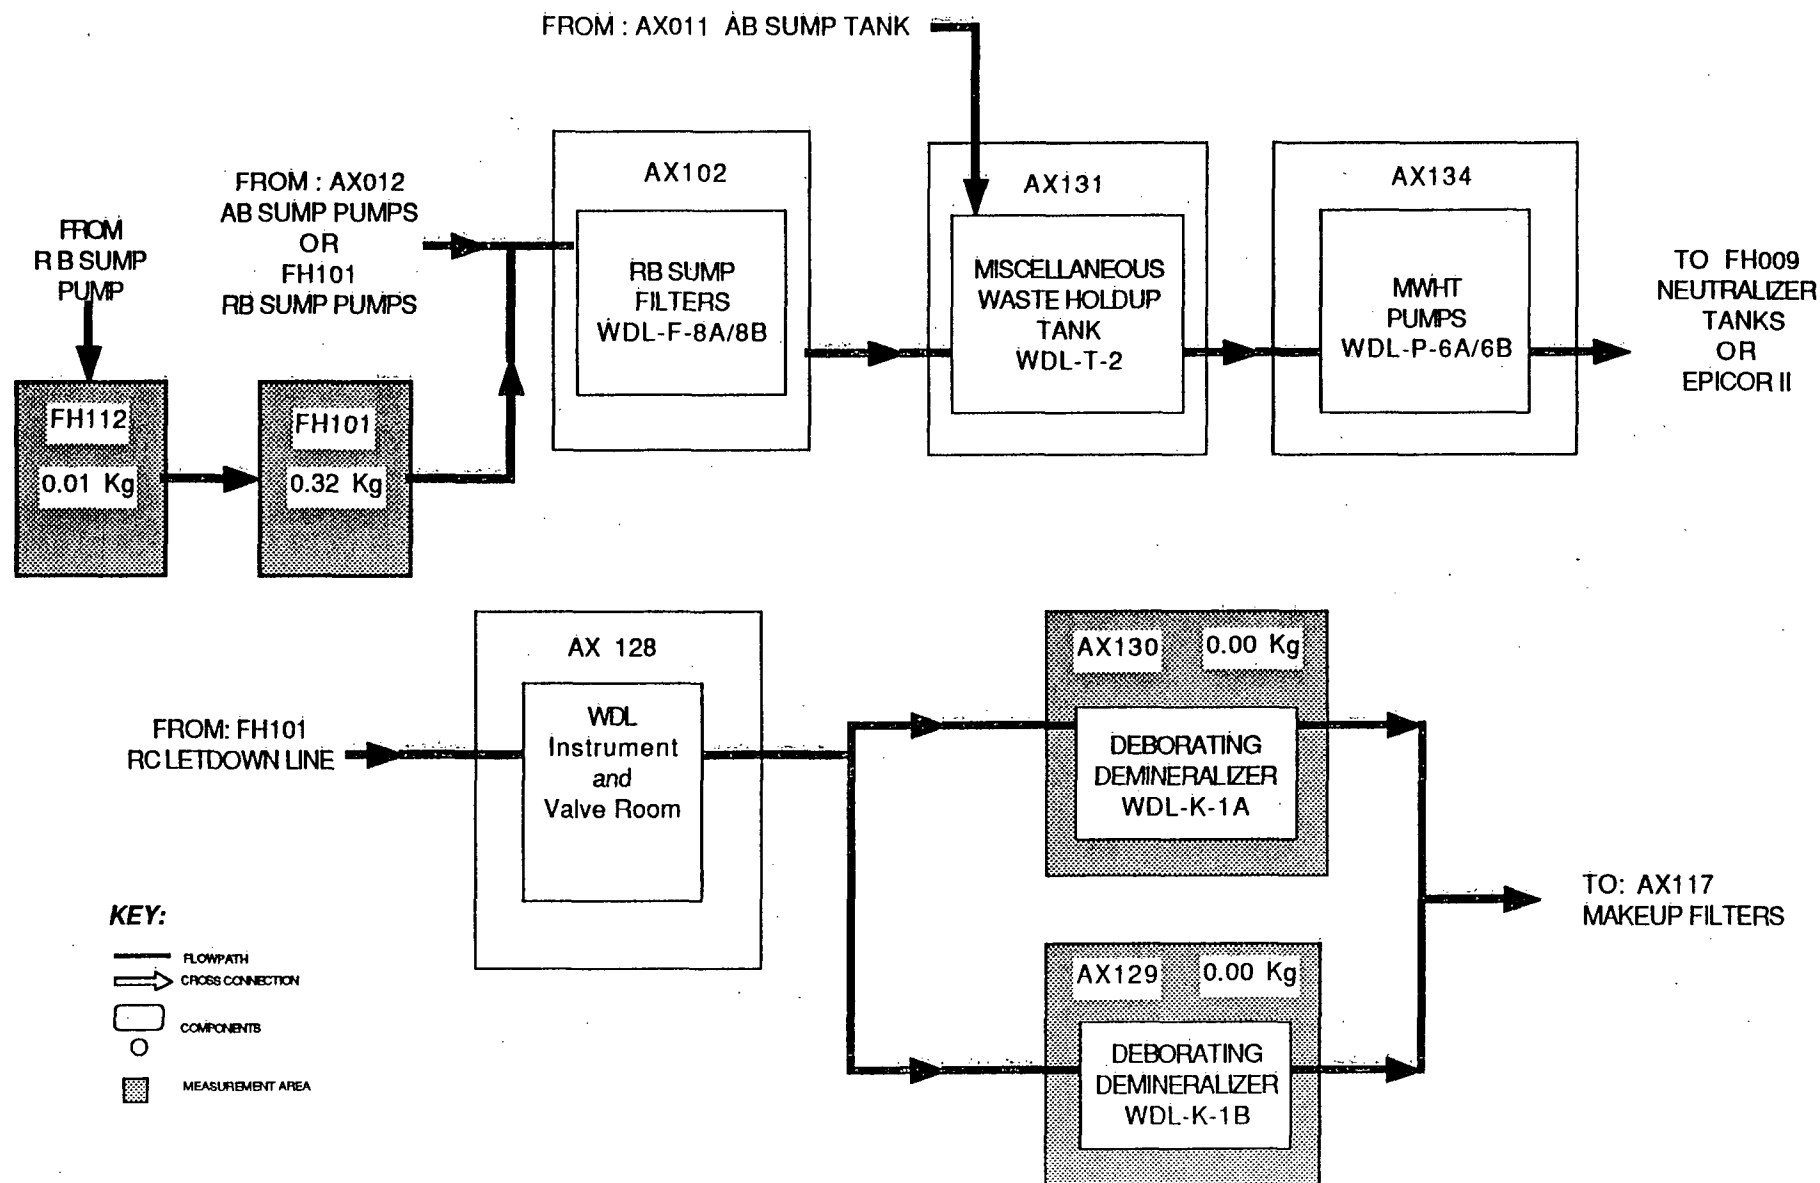 FROM : AX011 AB SUMP TANK
FROM
R B SUMP
PUMP
FROM : AX012
AB SUMP PUMPS
OR
FH101
RB SUMP PUMPS
AX102
RB SUMP
FILTERS
WDL-F-8A/8B
AX131
MISCELLANEOUS
WASTE HOLDUP
TANK
WDL-T-2
AX134
MWHT
PUMPS
WDL-P-6A/6B
TO FH009
NEUTRALIZER
TANKS
OR
EPICOR II
FH112
0.01 Kg
FH101
0.32 Kg
FROM: FH101
RC LETDOWN LINE
AX 128
WDL
Instrument
and
Valve Room
AX130 0.00 Kg
DEBORATING
DEMINERALIZER
WDL-K-1A
AX129 0.00 Kg
DEBORATING
DEMINERALIZER
WDL-K-1B
TO: AX117
MAKEUP FILTERS
KEY:
FLOWPATH
CROSS CONNECTION
COMPONENTS
MEASUREMENT AREA